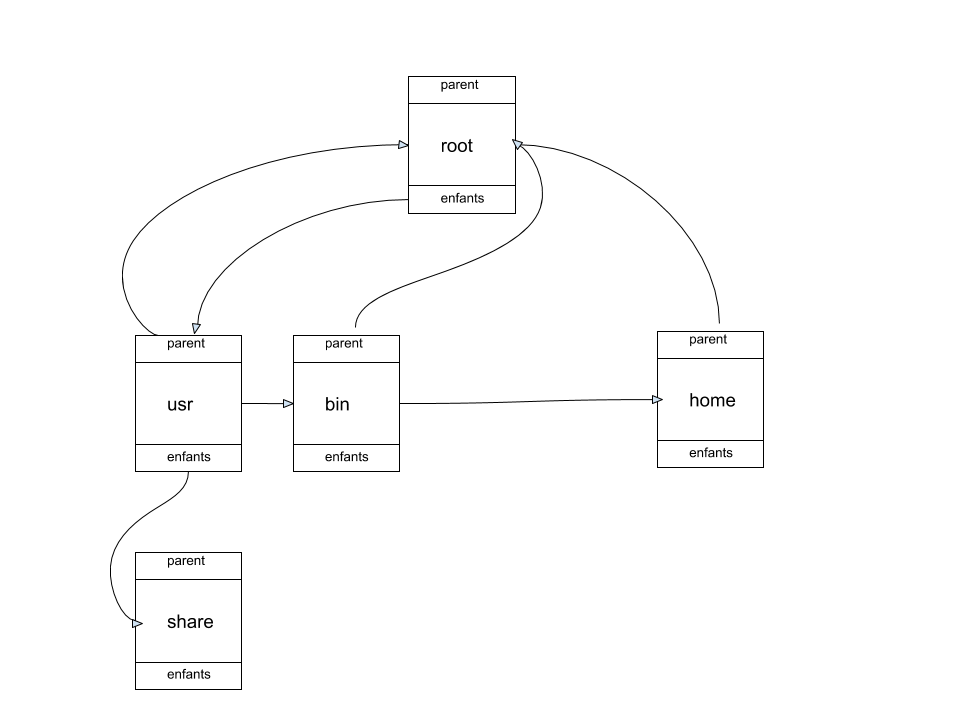 parent
root
enfants
parent
usr
enfants
parent
bin
enfants
parent
home
enfants
parent
share
enfants